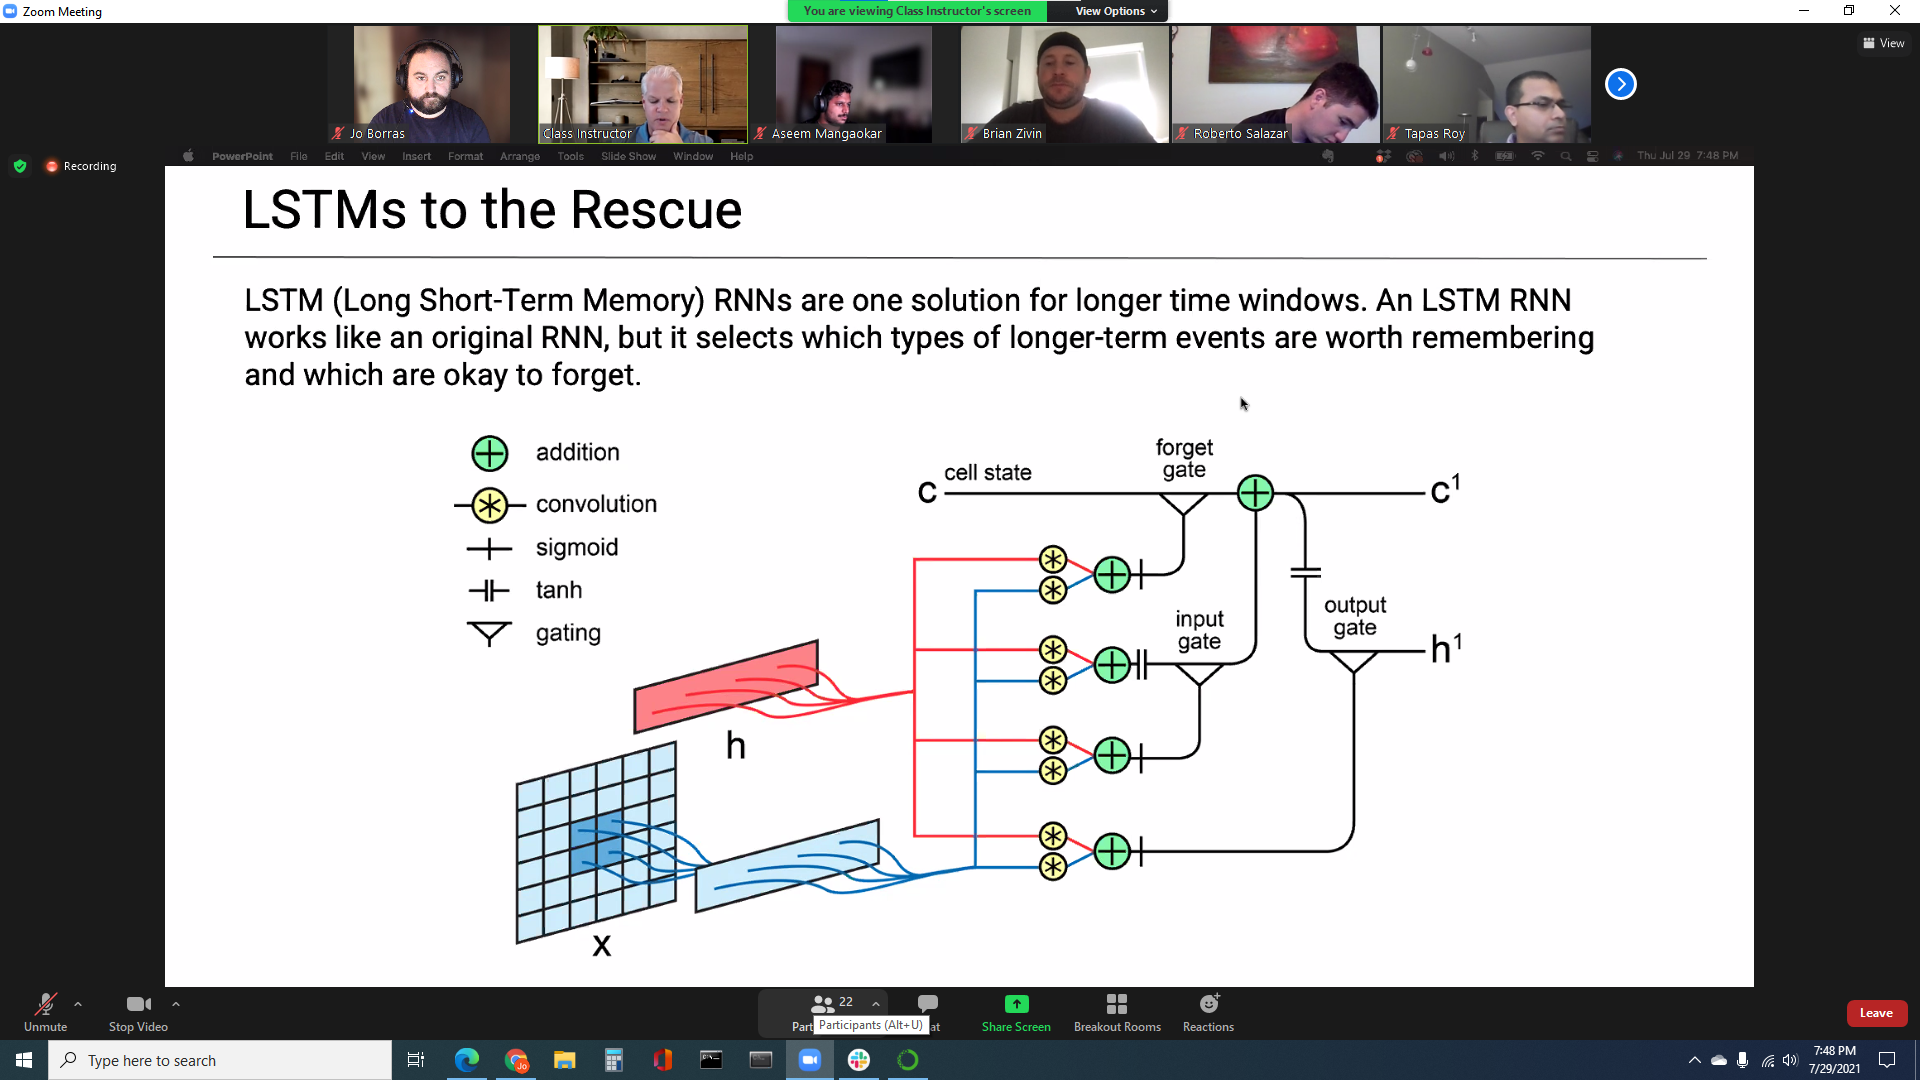 Zoom Meeting
You are viewing Class Instructor's screen
View Options
View
Jo Borras
Class Instructor
Aseem Mangaokar
Brian Zivin
Roberto Salazar
Tapas Roy
Recording
PowerPoint File Edit View Insert Format Arrange Tools Slide Show Window Help
Thu Jul 29 7:48 PM
LSTMs to the Rescue
LSTM (Long Short-Term Memory) RNNs are one solution for longer time windows. An LSTM RNN
works like an original RNN, but it selects which types of longer-term events are worth remembering
and which are okay to forget.
addition
convolution
sigmoid
tanh
gating
c
cell state
forget
gate
c¹
input
gate
output
gate
h¹
h
x
Unmute
Stop Video
22
Part
Participants (Alt+U)
at
Share Screen
Breakout Rooms
Reactions
Leave
Type here to search
Jo
7:48 PM
7/29/2021